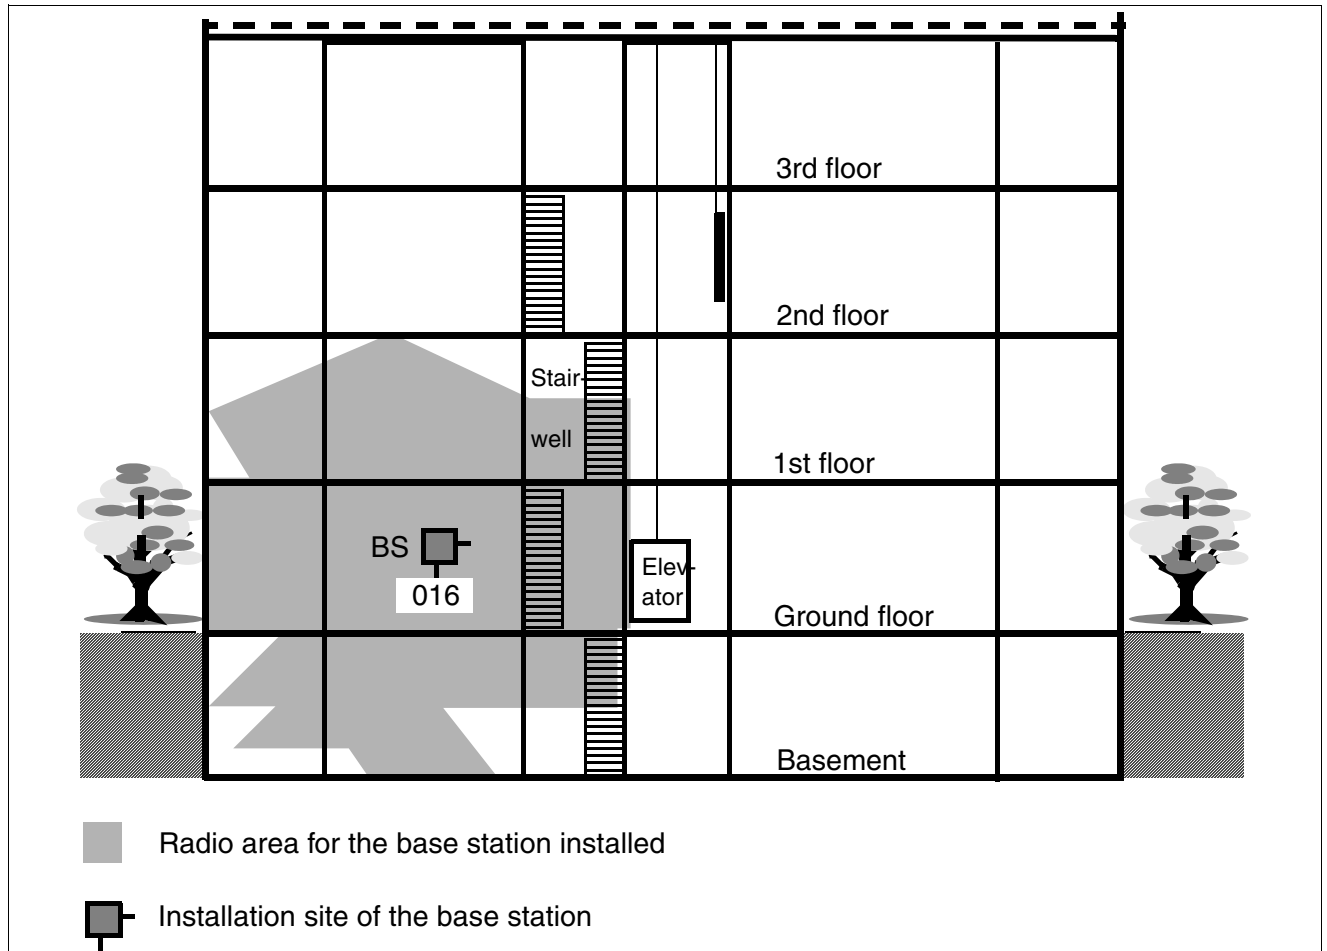 3rd floor
2nd floor
Stair-
well
1st floor
BS
016
Elev-
ator
Ground floor
Basement
Radio area for the base station installed
Installation site of the base station